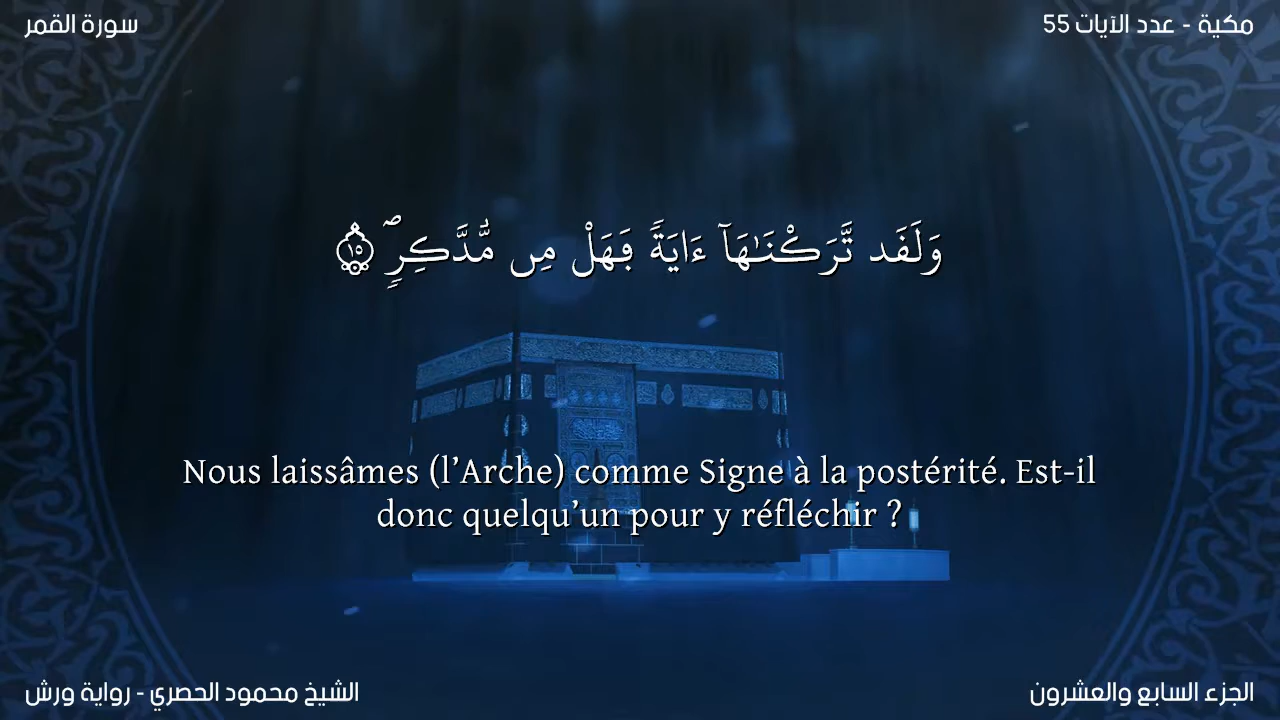 سورة القمر
مكية - عدد الآيات 55
وَلَفَد تَّرَكْنَٰهَآ ءَايَةٗ فَهَلْ مِن مُّدَّكِرٖۖ ١٥
Nous laissâmes (l’Arche) comme Signe à la postérité. Est-il
donc quelqu’un pour y réfléchir ?
الشيخ محمود الحصري - رواية ورش
الجزء السابع والعشرون